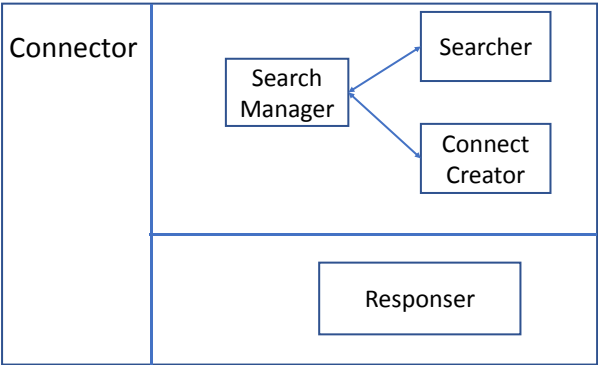 Connector
Search
Manager
Searcher
Connect
Creator
Responser